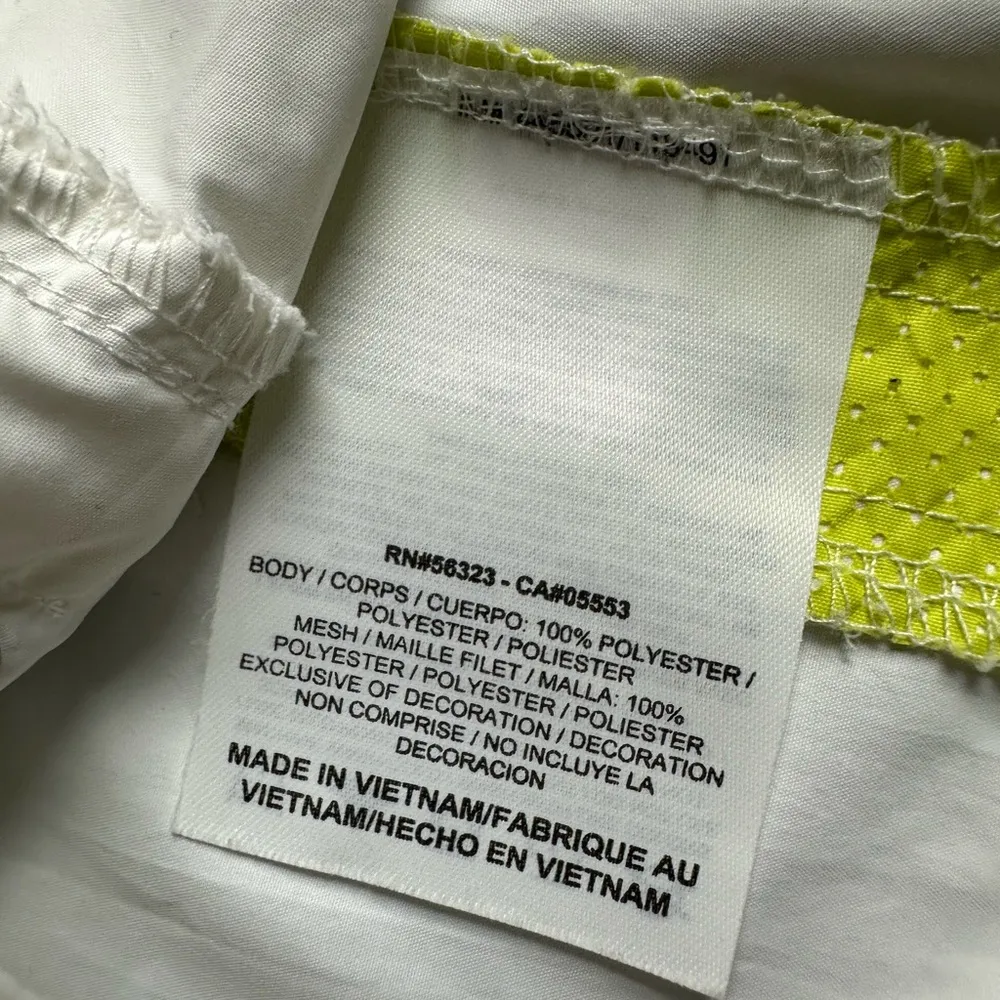 RN#56323 - CA#05553
BODY / CORPS / CUERPO: 100% POLYESTER /
POLYESTER / POLIESTER
MESH / MAILLE FILET / MALLA: 100%
POLYESTER / POLYESTER / POLIESTER
EXCLUSIVE OF DECORATION / DECORATION
NON COMPRISE / NO INCLUYE LA
DECORACION
MADE IN VIETNAM/FABRIQUE AU
VIETNAM/HECHO EN VIETNAM